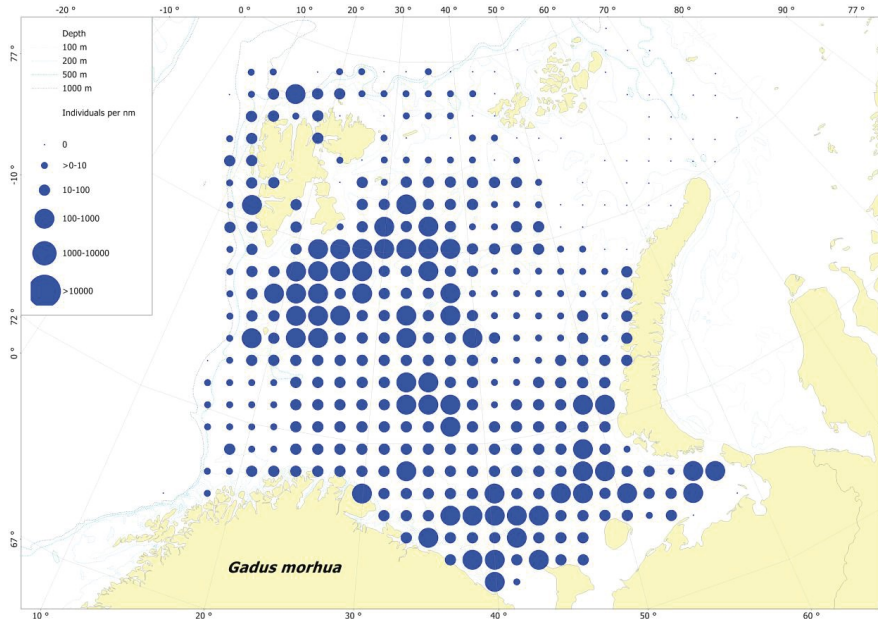 -20 ° -10 ° 0 ° 10 ° 20 ° 30 ° 40 ° 50 ° 60 ° 70 ° 80 ° 90 ° 77 °
77 °
Depth
100 m
200 m
500 m
1000 m
Individuals per nm
0
>0-10
10-100
100-1000
1000-10000
>10000
-10 °
72 °
0 °
67 °
Gadus morhua
10 ° 20 ° 30 ° 40 ° 50 ° 60 °